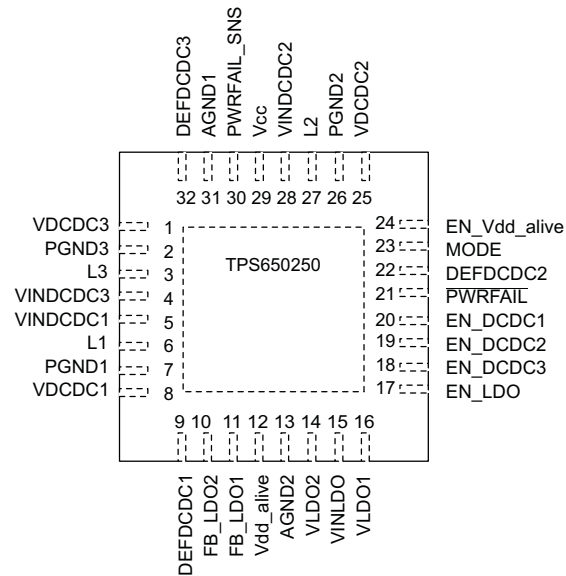 DEFDCDC3
AGND1
PWRFAIL_SNS
Vcc
VINDCDC2
L2
PGND2
VDCDC2
32 31 30 29 28 27 26 25
VDCDC3 1
PGND3 2
L3 3
VINDCDC3 4
VINDCDC1 5
L1 6
PGND1 7
VDCDC1 8
TPS650250
24 EN_Vdd_alive
23 MODE
22 DEFDCDC2
21 PWRFAIL
20 EN_DCDC1
19 EN_DCDC2
18 EN_DCDC3
17 EN_LDO
9 10 11 12 13 14 15 16
DEFDCDC1
FB_LDO2
FB_LDO1
Vdd_alive
AGND2
VLDO2
VINLDO
VLDO1